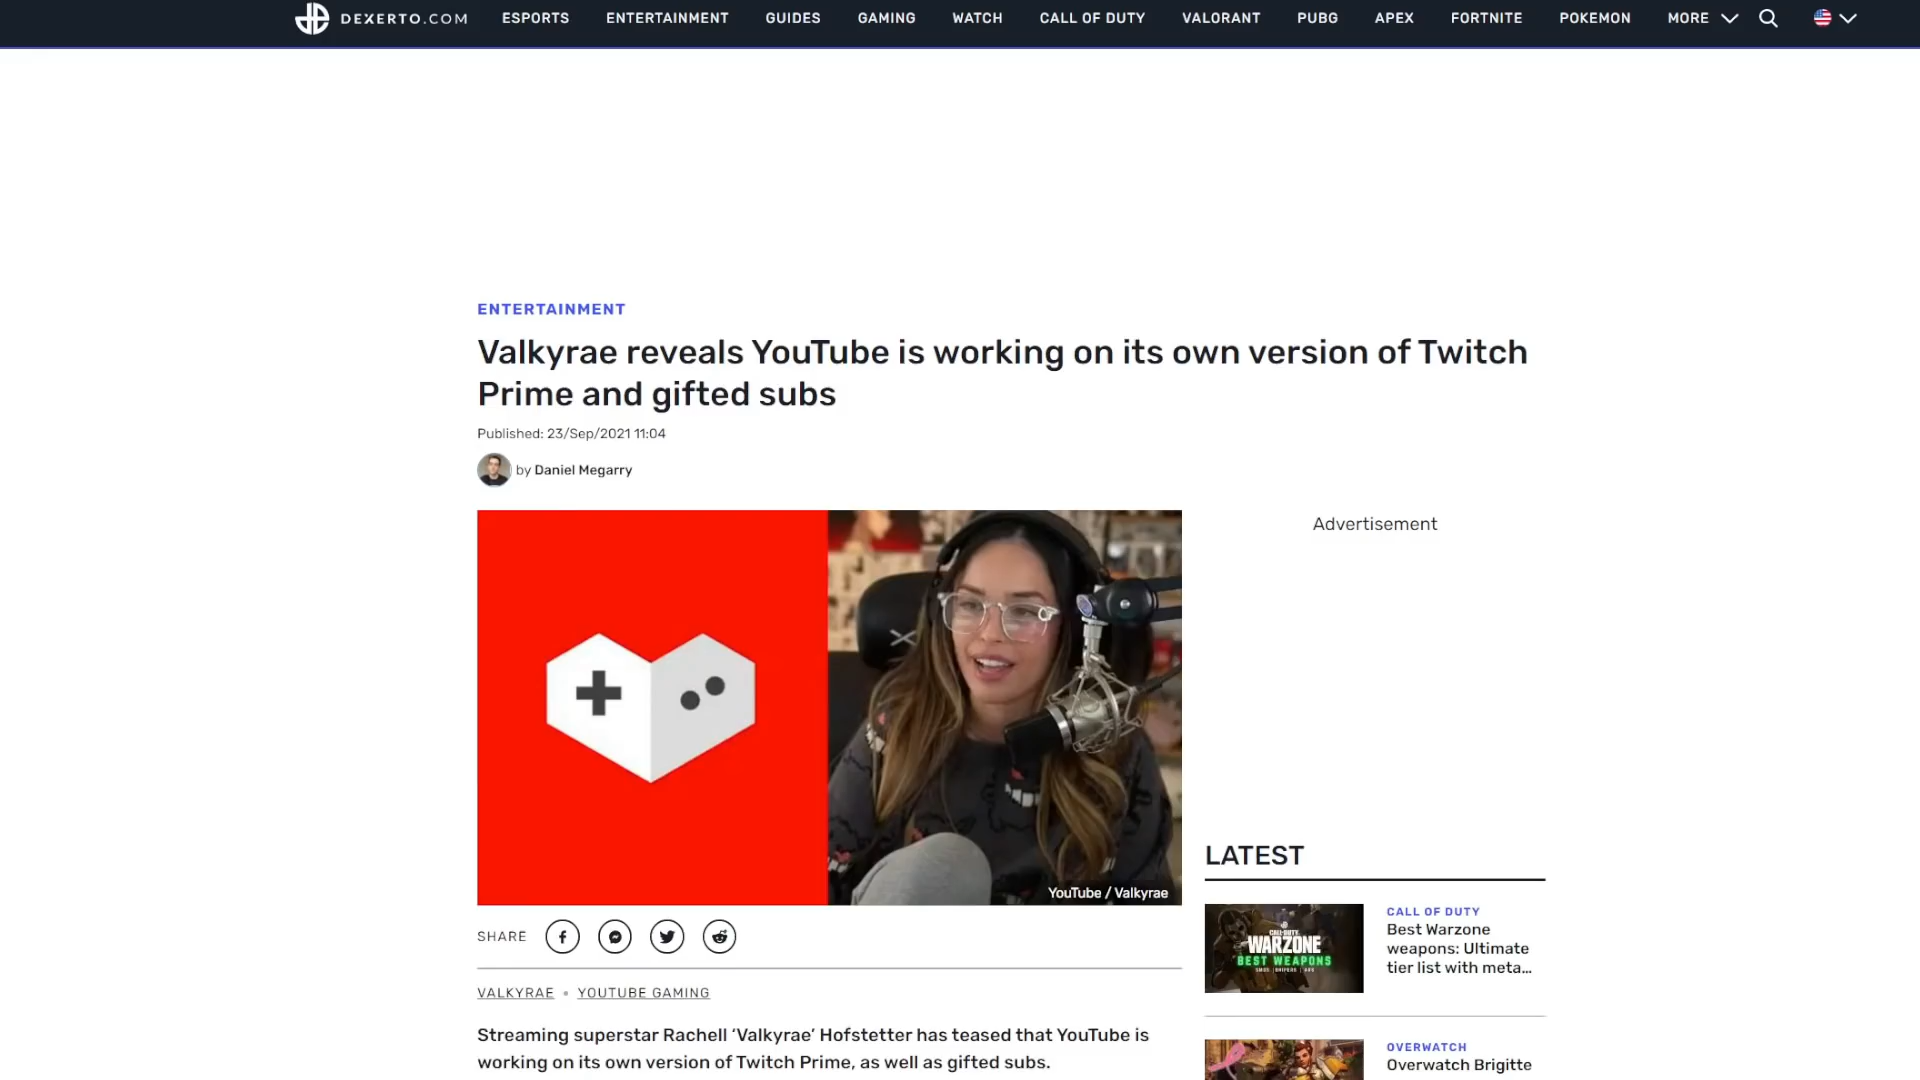 DEXERTO.COM
ESPORTS
ENTERTAINMENT
GUIDES
GAMING
WATCH
CALL OF DUTY
VALORANT
PUBG
APEX
FORTNITE
POKEMON
MORE
ENTERTAINMENT
Valkyrae reveals YouTube is working on its own version of Twitch
Prime and gifted subs
Published: 23/Sep/2021 11:04
by Daniel Megarry
YouTube / Valkyrae
SHARE
VALKYRAE • YOUTUBE GAMING
Streaming superstar Rachell ‘Valkyrae’ Hofstetter has teased that YouTube is
working on its own version of Twitch Prime, as well as gifted subs.
Advertisement
LATEST
CALL OF DUTY
WARZONE
BEST WEAPONS
CALL OF DUTY
Best Warzone
weapons: Ultimate
tier list with meta...
OVERWATCH
Overwatch Brigitte